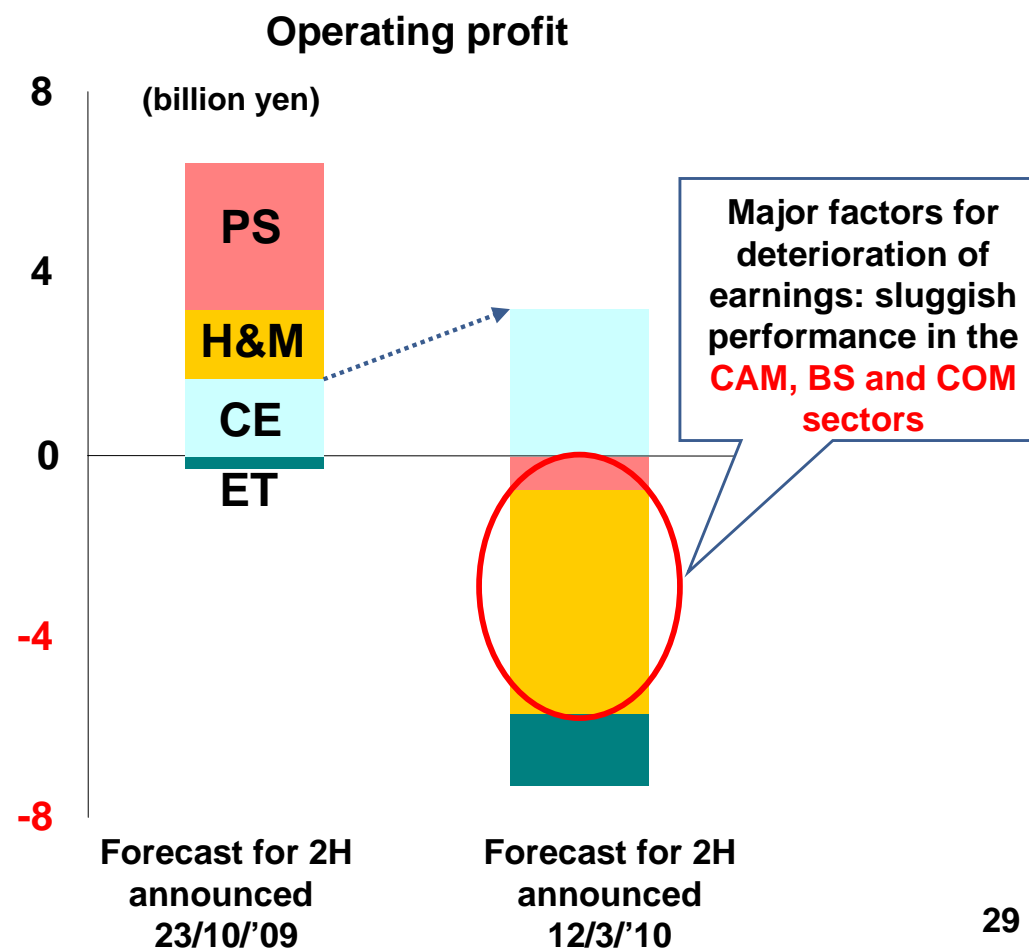 Operating profit
8
(billion yen)
PS
4
H&M
CE
0
ET
-4
-8
Major factors for
deterioration of
earnings: sluggish
performance in the
CAM, BS and COM
sectors
Forecast for 2H
announced
23/10/’09
Forecast for 2H
announced
12/3/’10
29